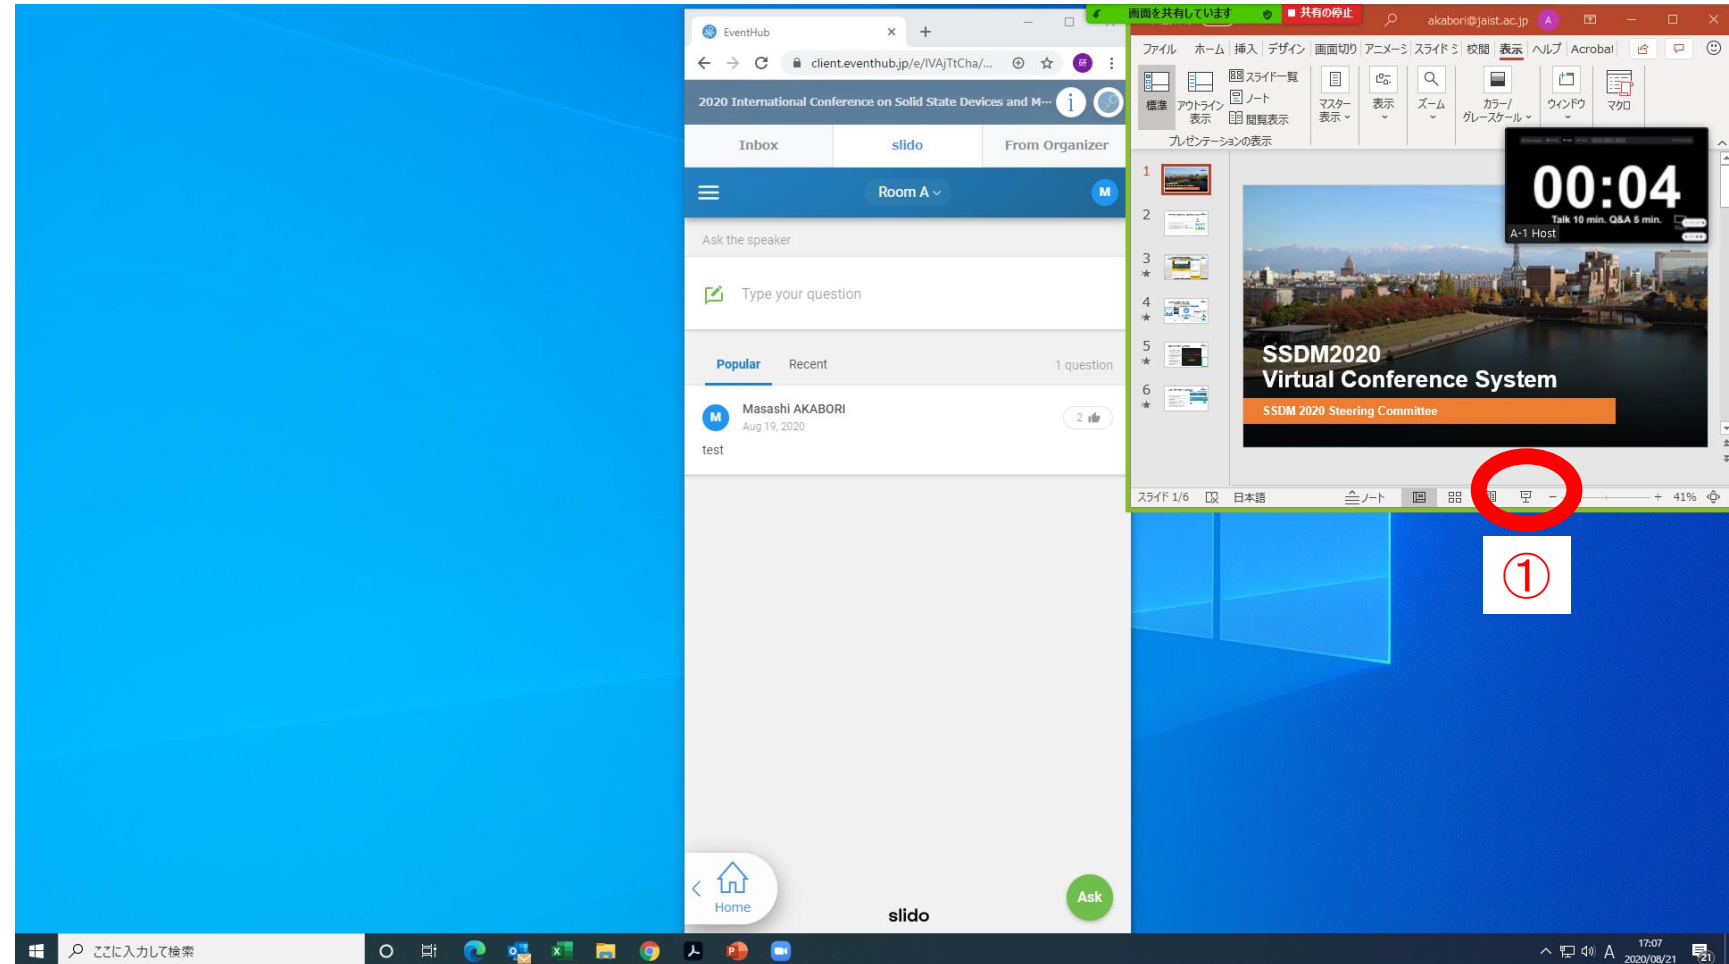 EventHub
client.eventhub.jp/e/IVAjTtCha/...
研
2020 International Conference on Solid State Devices and M···
i
Inbox
slido
From Organizer
Room A
M
Ask the speaker
Type your question
Popular
Recent
1 question
M
Masashi AKABORI
Aug 19, 2020
2
test
Home
slido
Ask
画面を共有しています
共有の停止
akabori@jaist.ac.jp
A
ファイル ホーム 挿入 デザイン 画面切り アニメーシ スライド ミ 校閲 表示 ヘルプ Acrobat
標準
アウトライン
表示
スライド一覧
ノート
閲覧表示
マスター
表示
表示
ズーム
カラー/
グレースケール
ウィンドウ
マクロ
プレゼンテーションの表示
00:04
Talk 10 min. Q&A 5 min.
A-1 Host
1
2
3
4
5
6
SSDM2020
Virtual Conference System
SSDM 2020 Steering Committee
スライド 1/6
日本語
ノート
41%
①
ここに入力して検索
A
17:07
2020/08/21
21